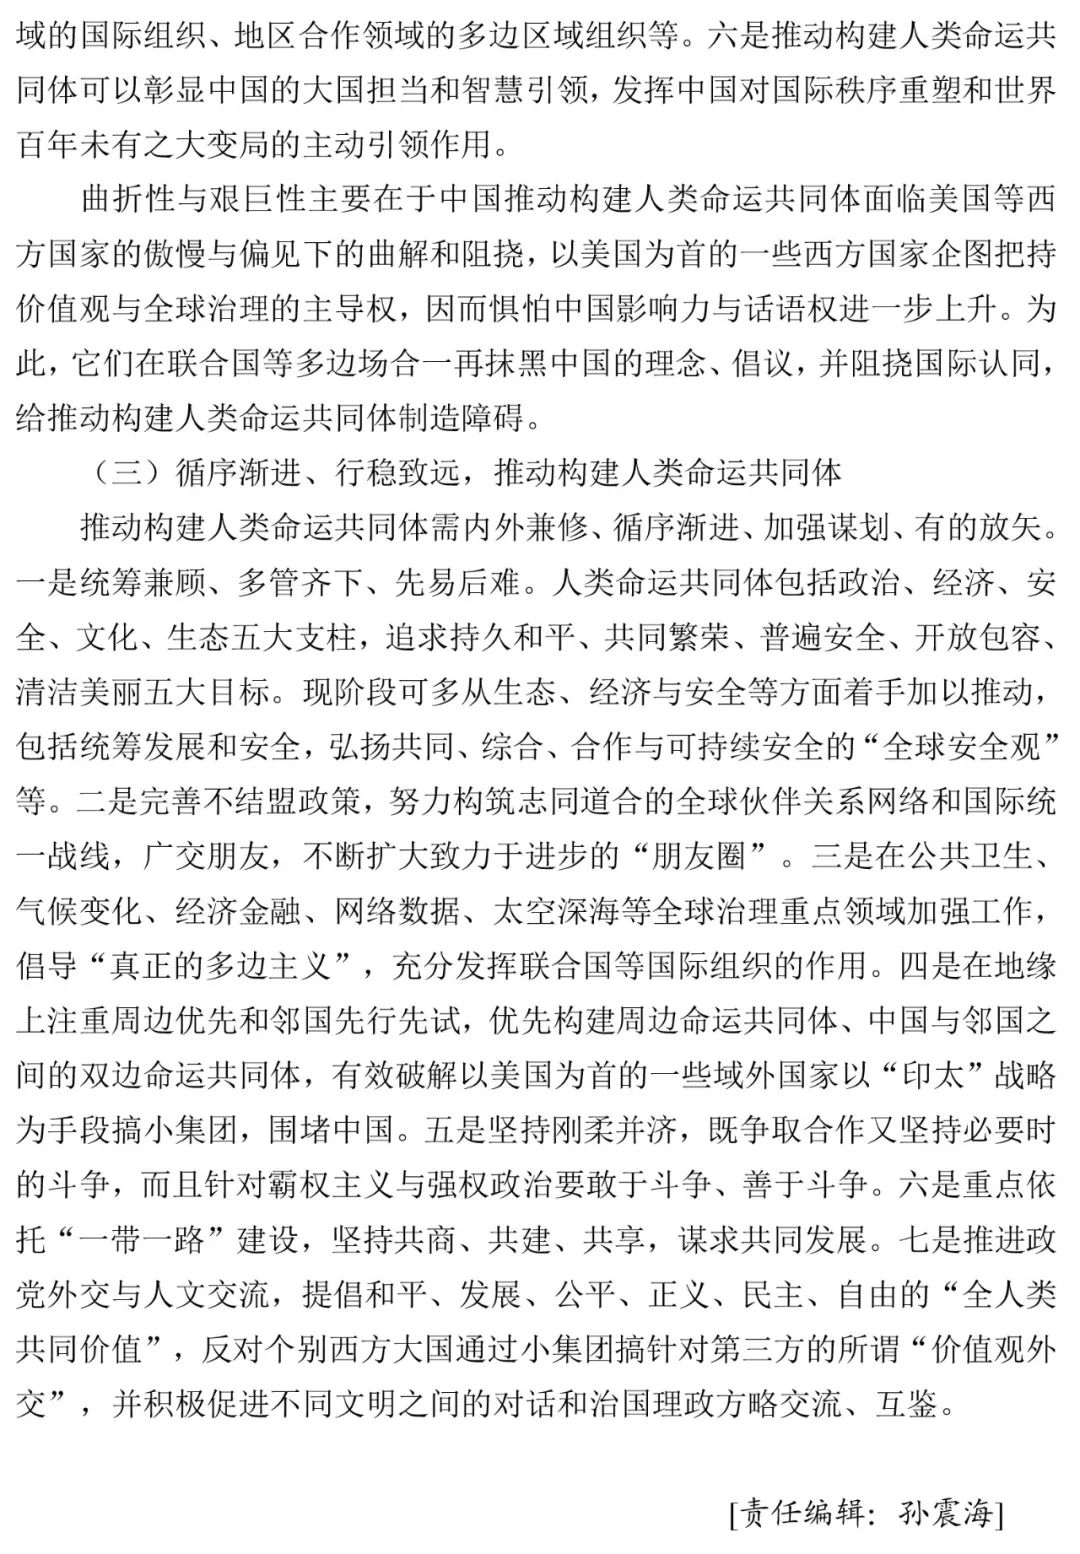 域的国际组织、地区合作领域的多边区域组织等。六是推动构建人类命运共
同体可以彰显中国的大国担当和智慧引领，发挥中国对国际秩序重塑和世界
百年未有之大变局的主动引领作用。
曲折性与艰巨性主要在于中国推动构建人类命运共同体面临美国等西
方国家的傲慢与偏见下的曲解和阻挠，以美国为首的一些西方国家企图把持
价值观与全球治理的主导权，因而惧怕中国影响力与话语权进一步上升。为
此，它们在联合国等多边场合一再抹黑中国的理念、倡议，并阻挠国际认同，
给推动构建人类命运共同体制造障碍。
（三）循序渐进、行稳致远，推动构建人类命运共同体
推动构建人类命运共同体需内外兼修、循序渐进、加强谋划、有的放矢。
一是统筹兼顾、多管齐下、先易后难。人类命运共同体包括政治、经济、安
全、文化、生态五大支柱，追求持久和平、共同繁荣、普遍安全、开放包容、
清洁美丽五大目标。现阶段可多从生态、经济与安全等方面着手加以推动，
包括统筹发展和安全，弘扬共同、综合、合作与可持续安全的“全球安全观”
等。二是完善不结盟政策，努力构筑志同道合的全球伙伴关系网络和国际统
一战线，广交朋友，不断扩大致力于进步的“朋友圈”。三是在公共卫生、
气候变化、经济金融、网络数据、太空深海等全球治理重点领域加强工作，
倡导“真正的多边主义”，充分发挥联合国等国际组织的作用。四是在地缘
上注重周边优先和邻国先行先试，优先构建周边命运共同体、中国与邻国之
间的双边命运共同体，有效破解以美国为首的一些域外国家以“印太”战略
为手段搞小集团，围堵中国。五是坚持刚柔并济，既争取合作又坚持必要时
的斗争，而且针对霸权主义与强权政治要敢于斗争、善于斗争。六是重点依
托“一带一路”建设，坚持共商、共建、共享，谋求共同发展。七是推进政
党外交与人文交流，提倡和平、发展、公平、正义、民主、自由的“全人类
共同价值”，反对个别西方大国通过小集团搞针对第三方的所谓“价值观外
交”，并积极促进不同文明之间的对话和治国理政方略交流、互鉴。
[责任编辑：孙震海]